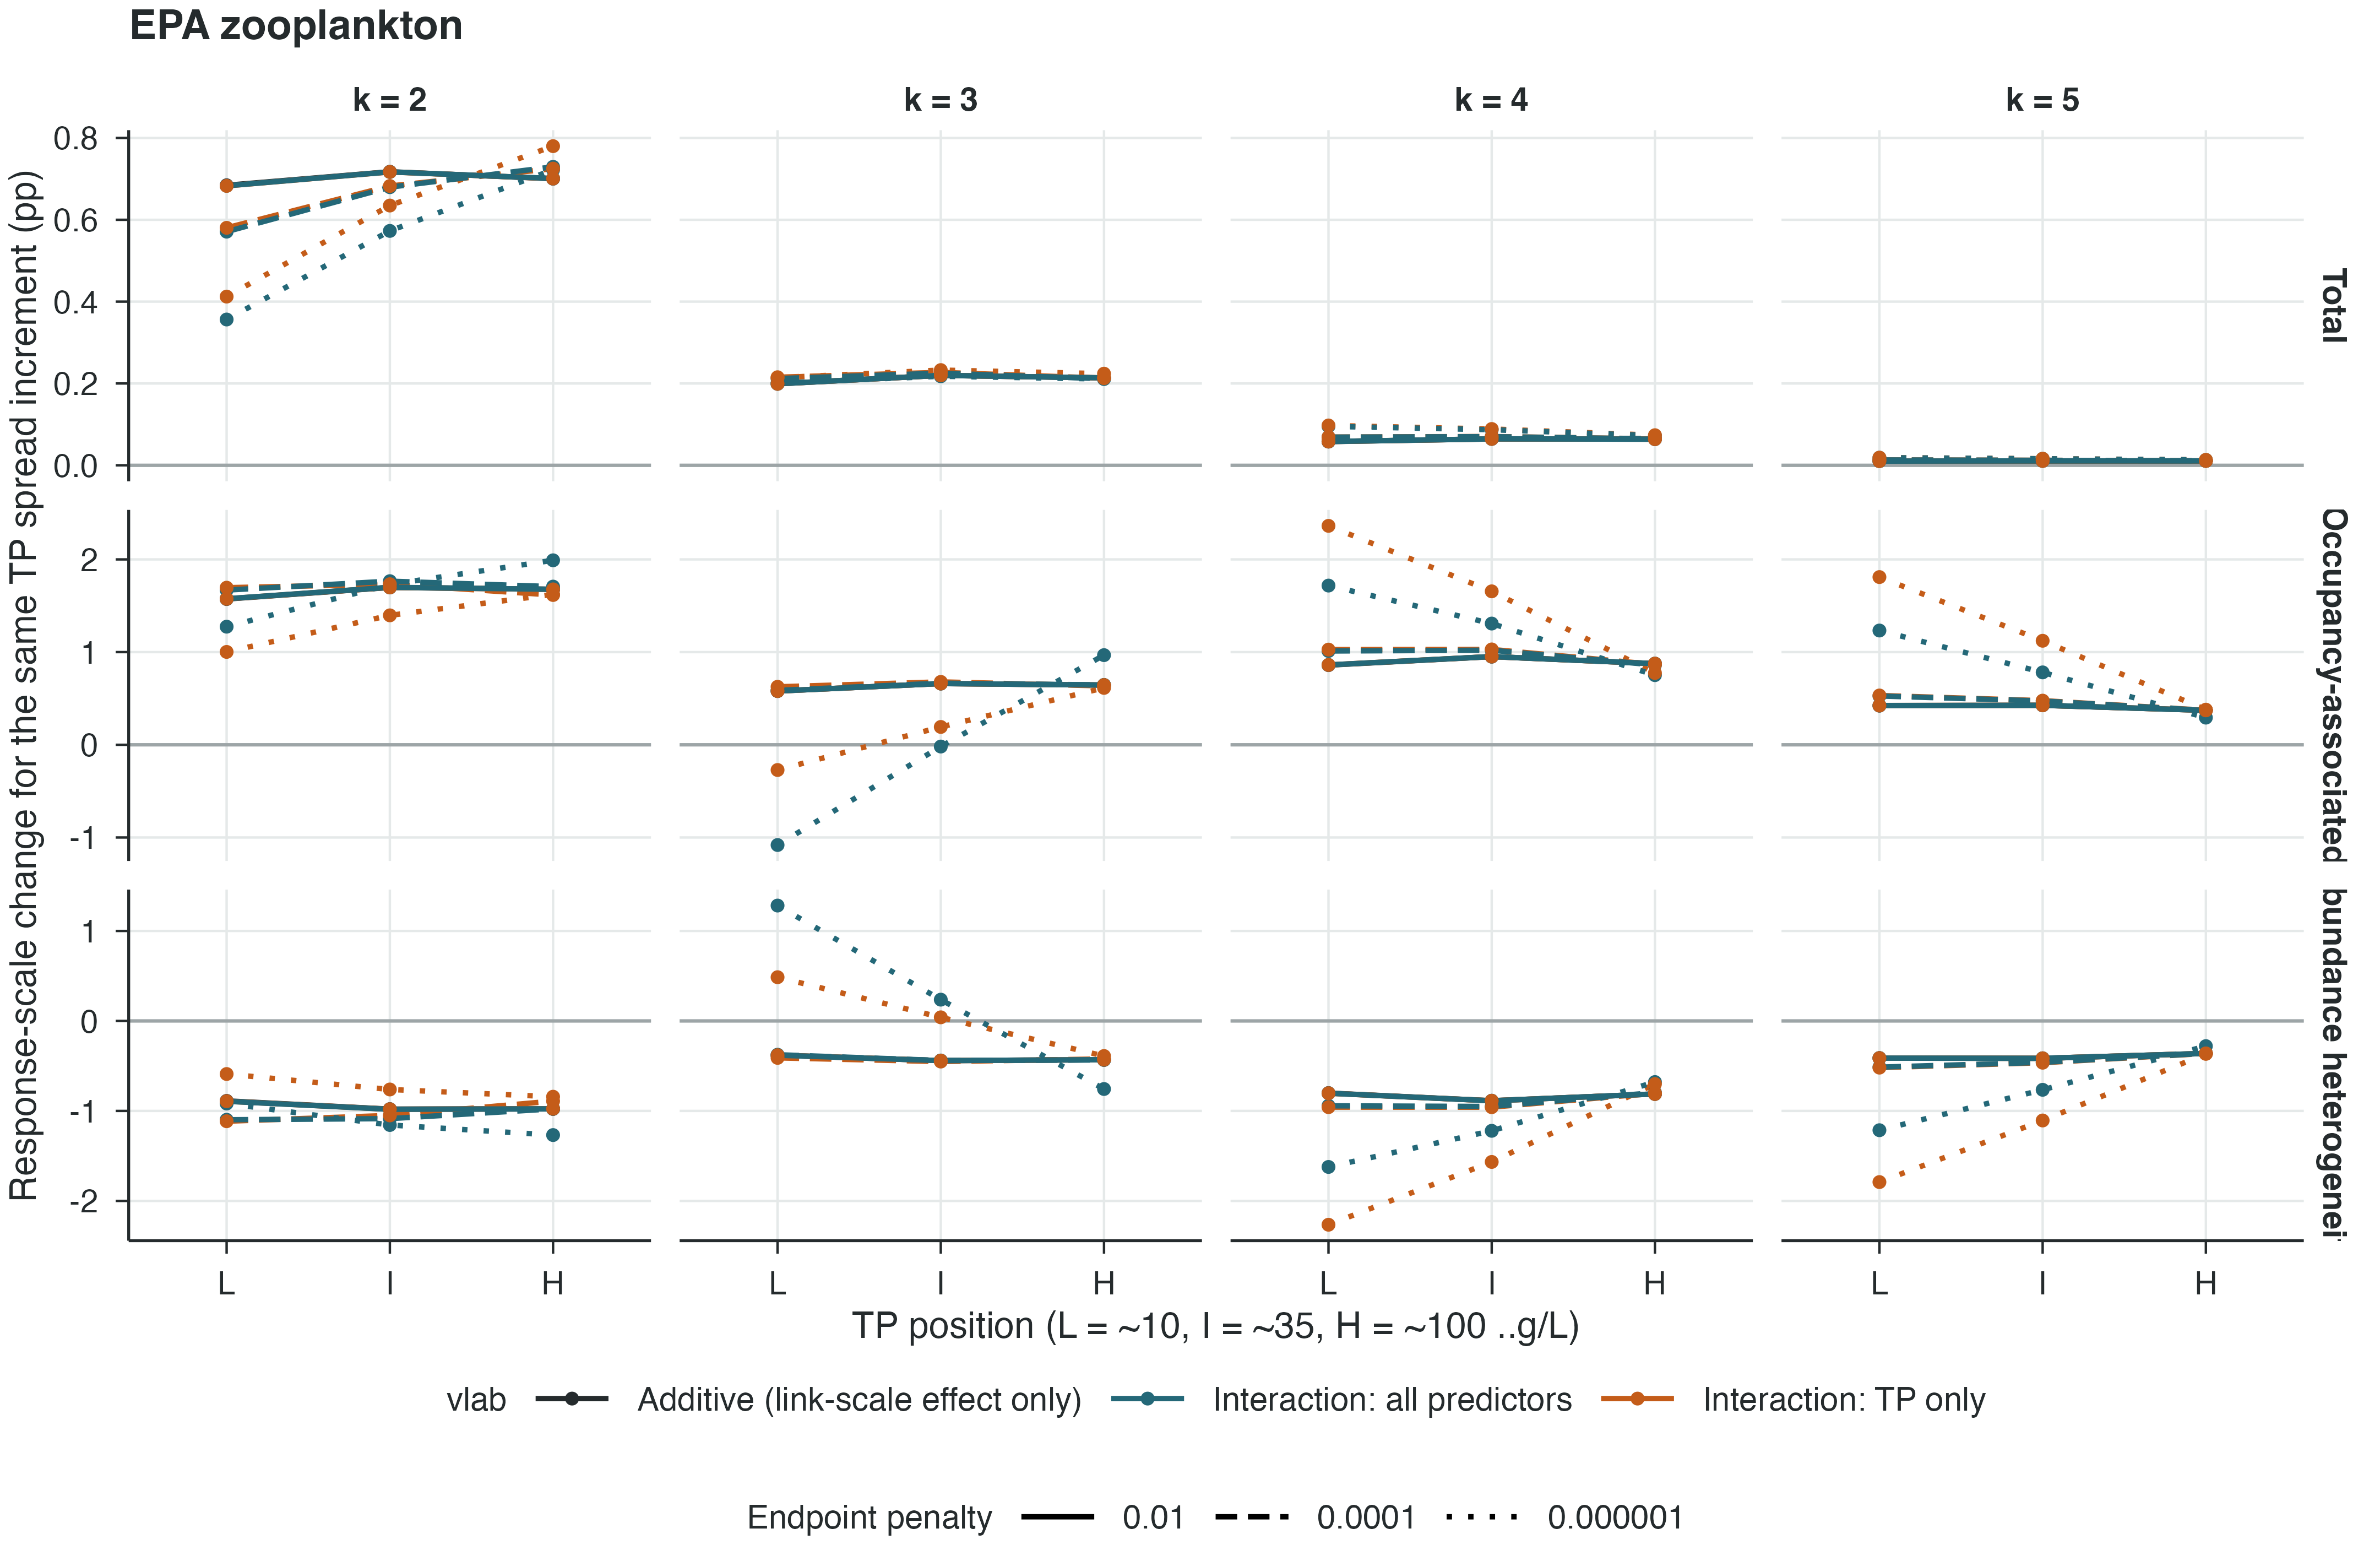 EPA zooplankton
k = 2 k = 3 k = 4 k = 5
Response-scale change for the same TP spread increment (pp)
0.8
0.6
0.4
0.2
0.0
Total
2
1
0
-1
Occupancy-associated
1
0
-1
-2
bundance heterogenei
L I H L I H L I H L I H
TP position (L = ~10, I = ~35, H = ~100 ..g/L)
vlab Additive (link-scale effect only) Interaction: all predictors Interaction: TP only
Endpoint penalty 0.01 0.0001 0.000001